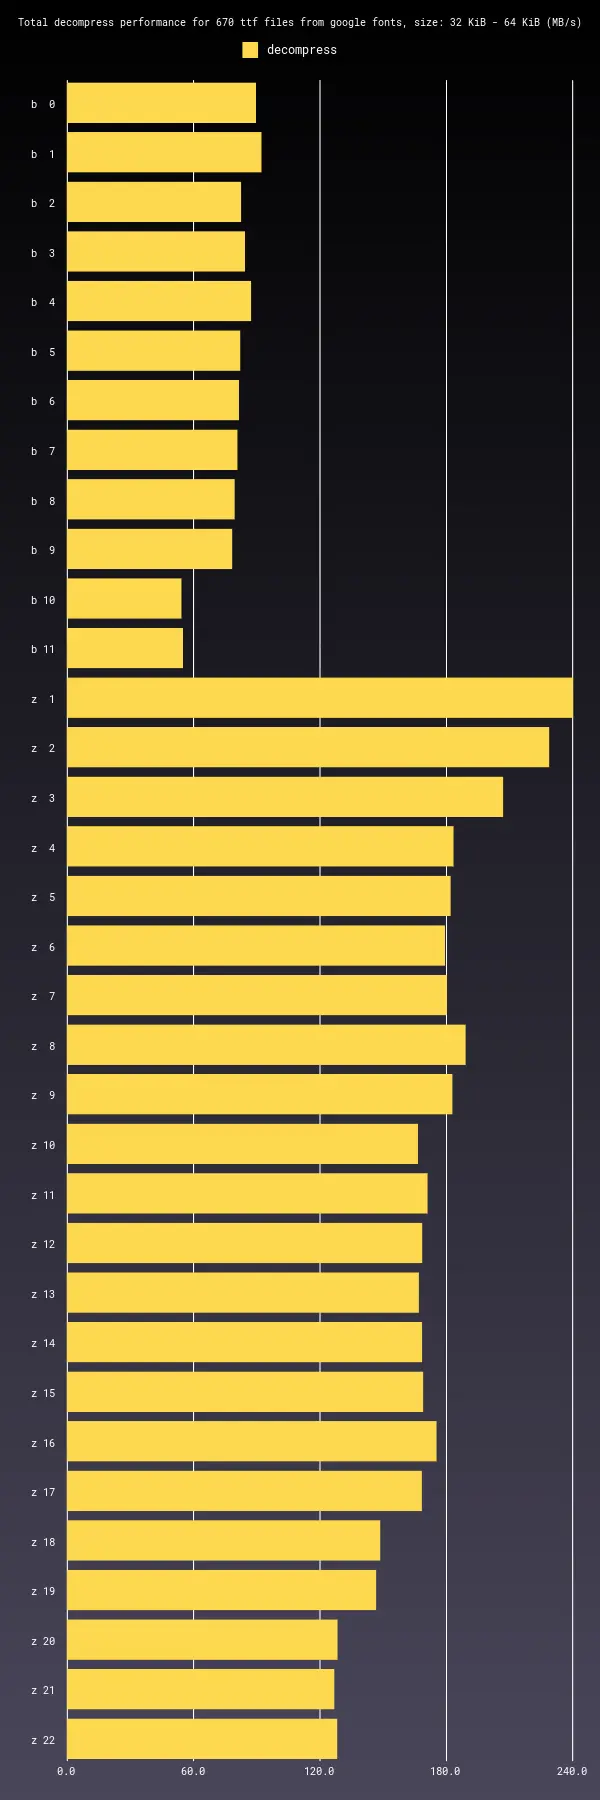 Total decompress performance for 670 ttf files from google fonts, size: 32 KiB - 64 KiB (MB/s)
decompress
b  0
b  1
b  2
b  3
b  4
b  5
b  6
b  7
b  8
b  9
b 10
b 11
z  1
z  2
z  3
z  4
z  5
z  6
z  7
z  8
z  9
z 10
z 11
z 12
z 13
z 14
z 15
z 16
z 17
z 18
z 19
z 20
z 21
z 22
0.0 60.0 120.0 180.0 240.0